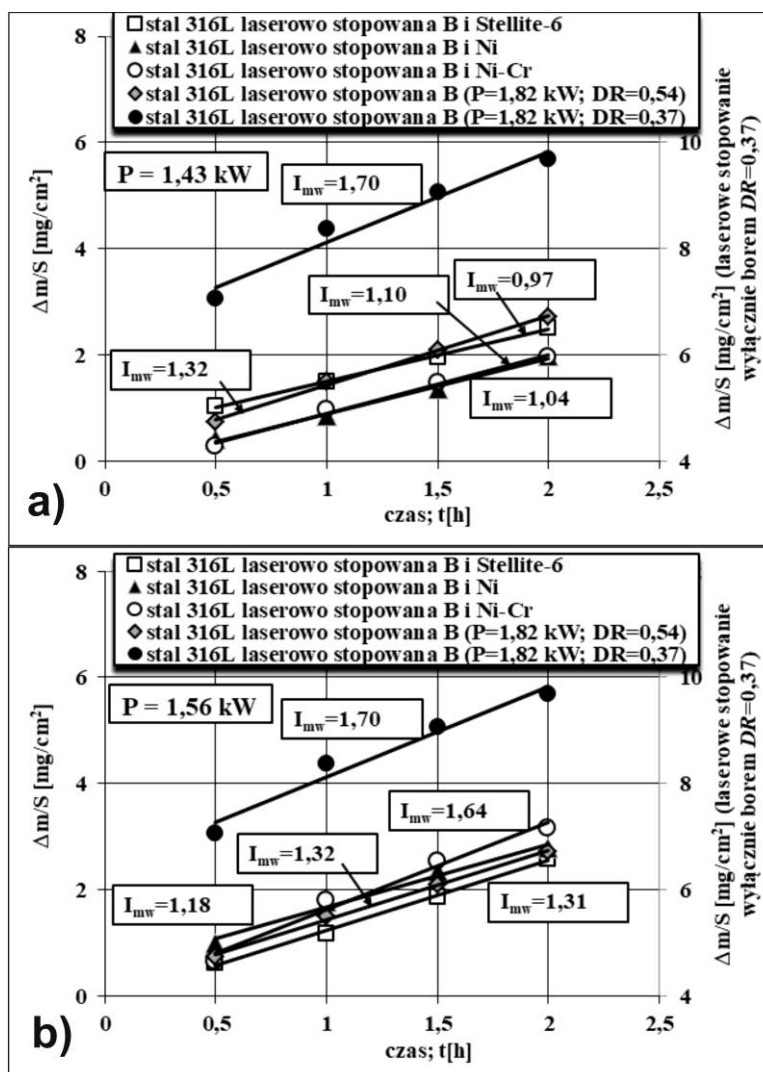 8
stal 316L laserowo stopowana B i Stellite-6
stal 316L laserowo stopowana B i Ni
stal 316L laserowo stopowana B i Ni-Cr
stal 316L laserowo stopowana B (P=1,82 kW; DR=0,54)
stal 316L laserowo stopowana B (P=1,82 kW; DR=0,37)
6
10
P = 1,43 kW
Imw=1,70
Δm/S [mg/cm²]
4
8
Imw=0,97
Imw=1,10
2
6
Imw=1,32
Imw=1,04
0
4
0
0,5
1
1,5
2
2,5
czas; t[h]
Δm/S [mg/cm²] (laserowe stopowanie
wyłącznie borem DR=0,37)
a)
8
stal 316L laserowo stopowana B i Stellite-6
stal 316L laserowo stopowana B i Ni
stal 316L laserowo stopowana B i Ni-Cr
stal 316L laserowo stopowana B (P=1,82 kW; DR=0,54)
stal 316L laserowo stopowana B (P=1,82 kW; DR=0,37)
6
10
P = 1,56 kW
Imw=1,70
Δm/S [mg/cm²]
4
8
Imw=1,64
Imw=1,32
2
6
Imw=1,18
Imw=1,31
0
4
0
0,5
1
1,5
2
2,5
czas; t[h]
Δm/S [mg/cm²] (laserowe stopowanie
wyłącznie borem DR=0,37)
b)